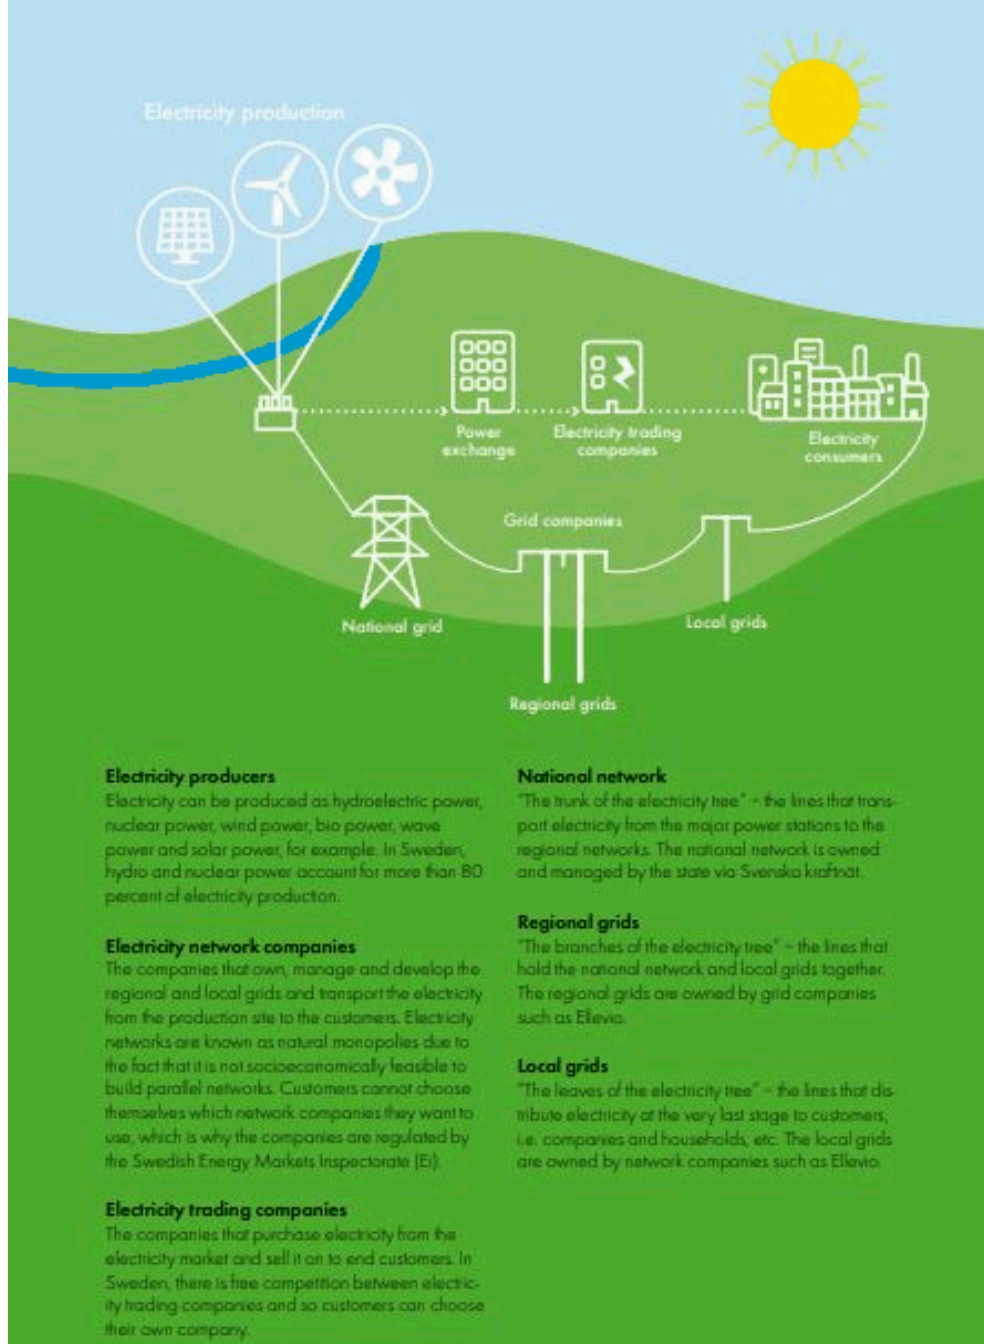 Electricity production
Power
exchange
Electricity trading
companies
Electricity
consumers
Grid companies
National grid
Local grids
Regional grids
Electricity producers
Electricity can be produced as hydroelectric power,
nuclear power, wind power, bio power, wave
power and solar power, for example. In Sweden,
hydro and nuclear power account for more than 80
percent of electricity production.
Electricity network companies
The companies that own, manage and develop the
regional and local grids and transport the electricity
from the production site to the customers. Electricity
networks are known as natural monopolies due to
the fact that it is not socioeconomically feasible to
build parallel networks. Customers cannot choose
themselves which network companies they want to
use, which is why the companies are regulated by
the Swedish Energy Markets Inspectorate (Ei).
Electricity trading companies
The companies that purchase electricity from the
electricity market and sell it on to end customers. In
Sweden, there is free competition between electric-
ity trading companies and so customers can choose
their own company.
National network
"The trunk of the electricity tree" – the lines that trans-
port electricity from the major power stations to the
regional networks. The national network is owned
and managed by the state via Svenska kraftnät.
Regional grids
"The branches of the electricity tree" – the lines that
hold the national network and local grids together.
The regional grids are owned by grid companies
such as Ellevio.
Local grids
"The leaves of the electricity tree" – the lines that dis
tribute electricity at the very last stage to customers,
i.e. companies and households, etc. The local grids
are owned by network companies such as Ellevio.